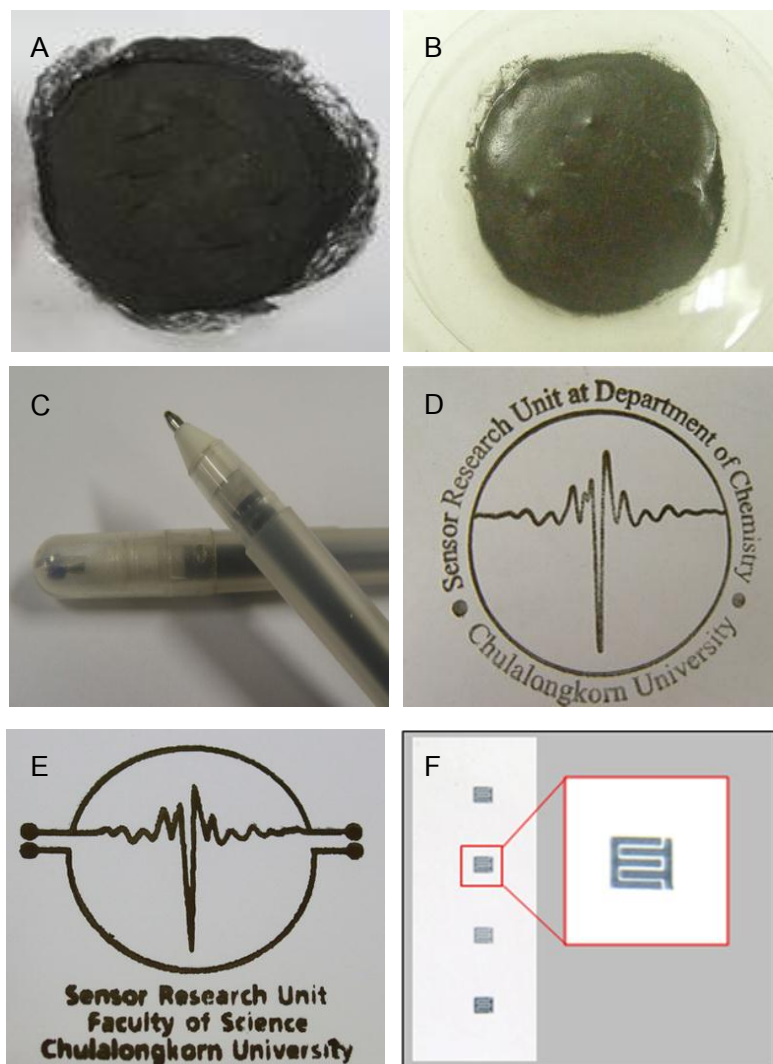 A
B
C
D
Sensor Research Unit at Department of Chemistry
Chulalongkorn University
E
Sensor Research Unit
Faculty of Science
Chulalongkorn University
F